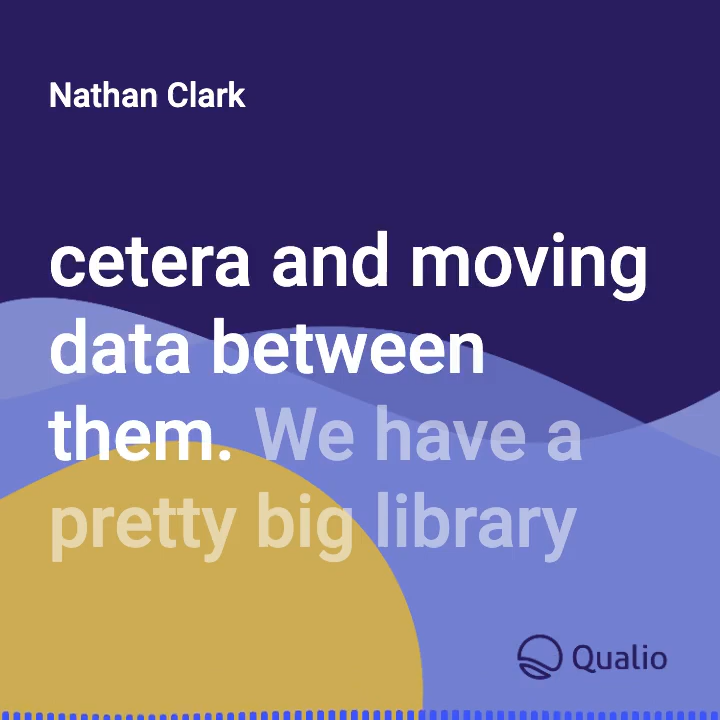 Nathan Clark
cetera and moving
data between
them. We have a
pretty big library
Qualio